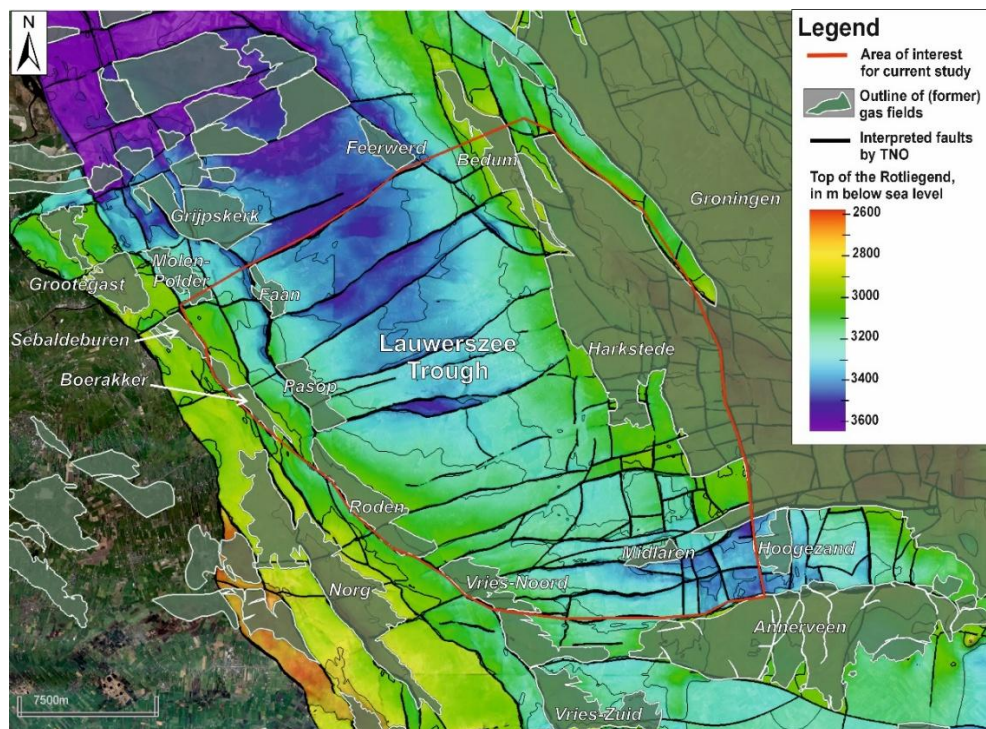 N
Legend
Area of interest
for current study
Outline of (former)
gas fields
Interpreted faults
by TNO
Top of the Rotliegend,
in m below sea level
2600
2800
3000
3200
3400
3600
Feerwerd
Bedum
Groningen
Grijpskerk
Molen-
Polder
Grootegast
Faan
Sebaldeburen
Lauwerszee
Trough
Harkstede
Boerakker
Pasop
Roden
Midlaren
Hoogezand
Vries-Noord
Norg
Annerveen
7500m
Vries-Zuid